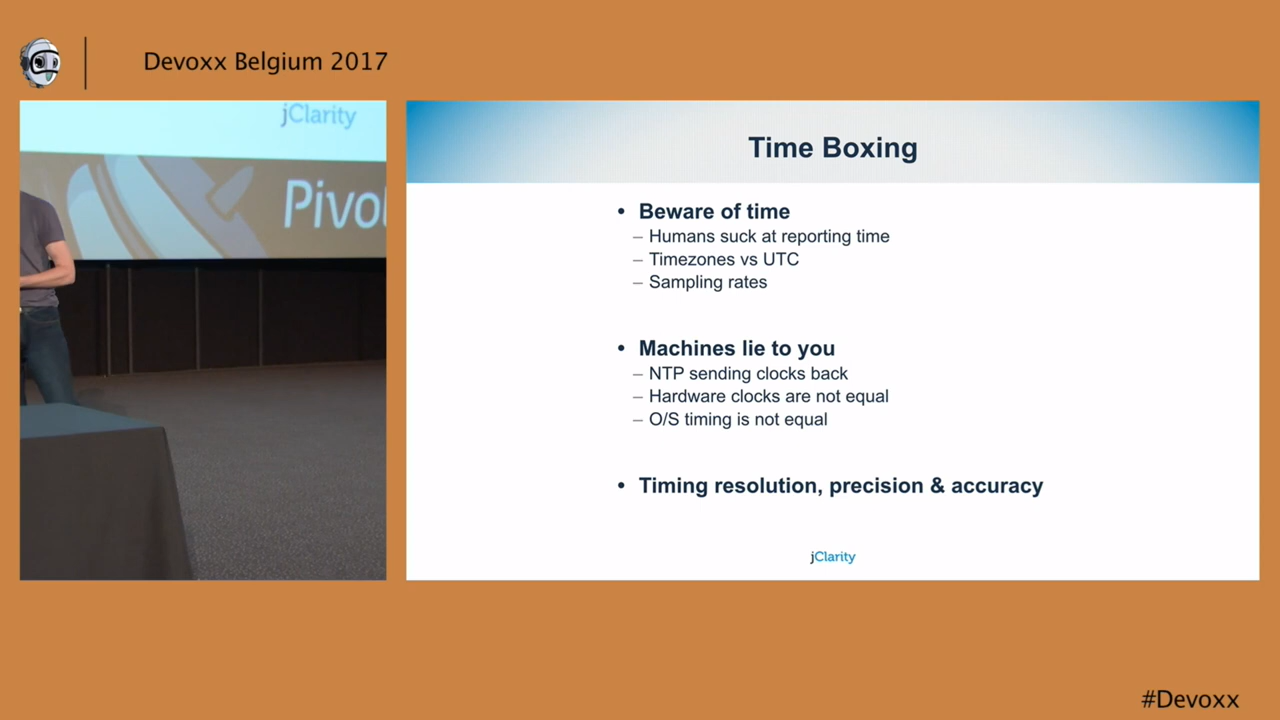 Devoxx Belgium 2017
jClarity
Time Boxing
• Beware of time
– Humans suck at reporting time
– Timezones vs UTC
– Sampling rates
• Machines lie to you
– NTP sending clocks back
– Hardware clocks are not equal
– O/S timing is not equal
• Timing resolution, precision & accuracy
jClarity
#Devoxx